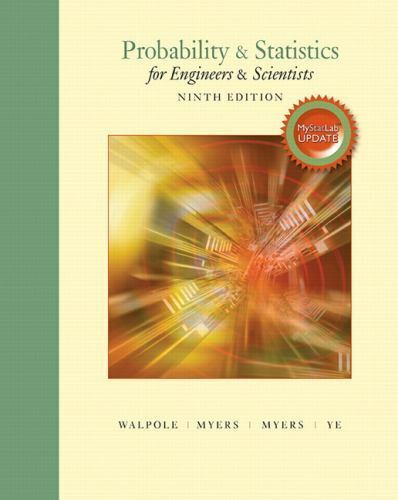 Probability & Statistics
for Engineers & Scientists
NINTH EDITION
MyStatLab
UPDATE
WALPOLE | MYERS | MYERS | YE